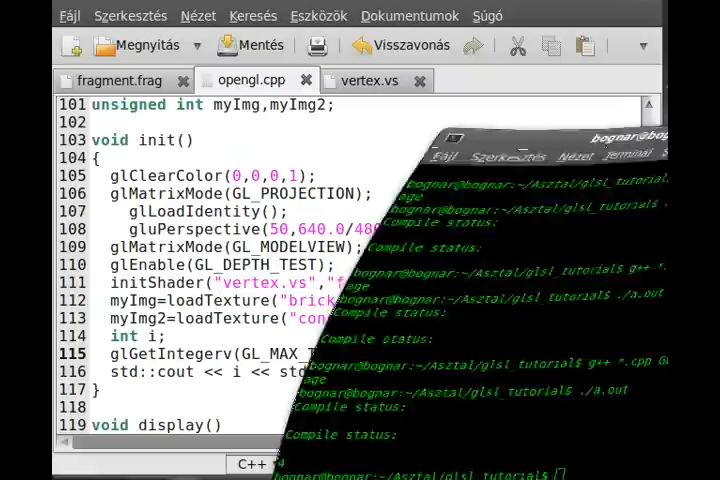 Fájl Szerkesztés Nézet Keresés Eszközök Dokumentumok Súgó
Megnyitás Mentés Visszavonás
fragment.frag opengl.cpp vertex.vs
101 unsigned int myImg,myImg2;
102
103 void init()
104 {
105 glClearColor(0,0,0,1);
106 glMatrixMode(GL_PROJECTION);
107 glLoadIdentity();
108 gluPerspective(50,640.0/480
109 glMatrixMode(GL_MODELVIEW);
110 glEnable(GL_DEPTH_TEST);
111 initShader("vertex.vs","f
112 myImg=loadTexture("brick
113 myImg2=loadTexture("con
114 int i;
115 glGetIntegerv(GL_MAX_T
116 std::cout << i << std
117 }
118
119 void display()
C++
bognar@bog
Fájl Szerkesztés Nézet Terminál S
bognar@bognar:~/Asztal/glsl_tutorial
age
bognar@bognar:~/Asztal/glsl_tutorial$ .
Compile status:
Compile status:
bognar@bognar:~/Asztal/glsl_tutorial$ g++ *.
age
bognar@bognar:~/Asztal/glsl_tutorial$ ./a.out
Compile status:
Compile status:
bognar@bognar:~/Asztal/glsl_tutorial$ g++ *.cpp
age
bognar@bognar:~/Asztal/glsl_tutorial$ ./a.out
Compile status:
Compile status:
4
bognar@bognar:~/Asztal/glsl_tutorial$